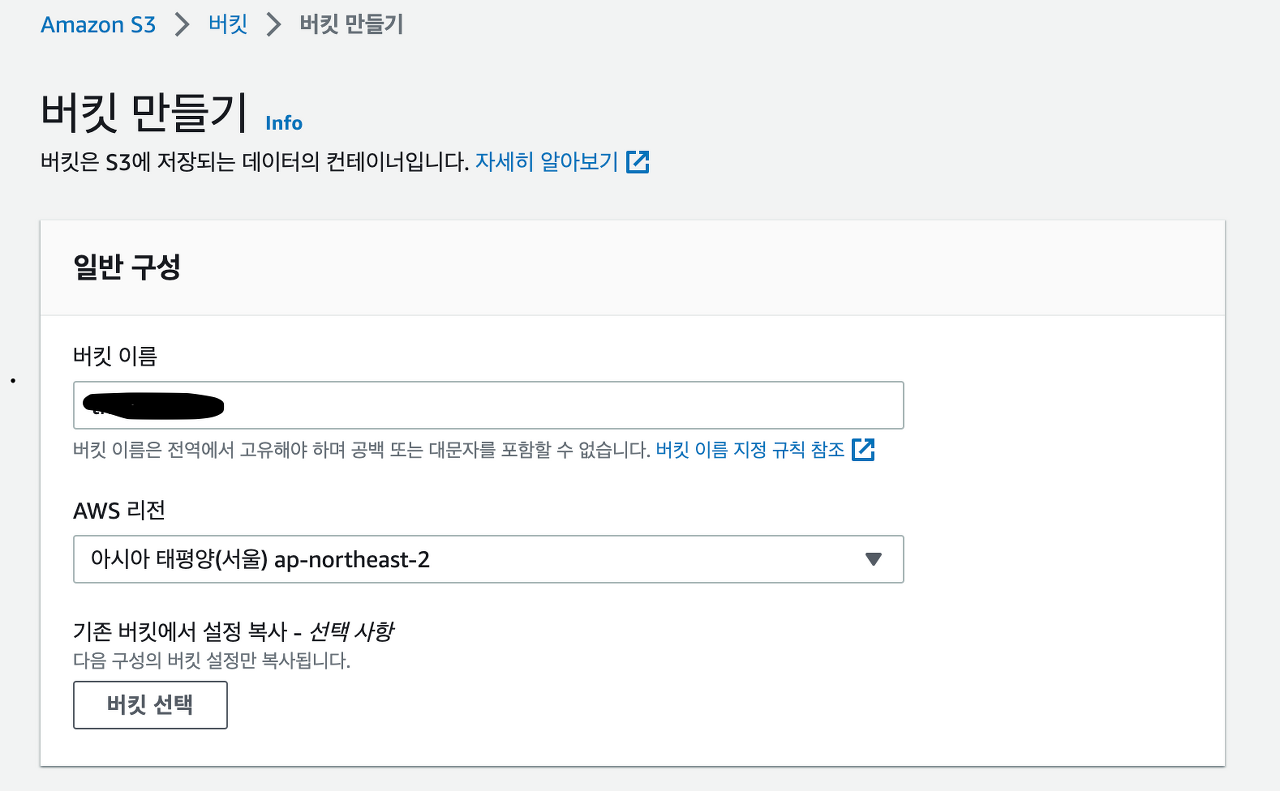 Amazon S3 > 버킷 > 버킷 만들기
버킷 만들기 Info
버킷은 S3에 저장되는 데이터의 컨테이너입니다. 자세히 알아보기
일반 구성
버킷 이름
버킷 이름은 전역에서 고유해야 하며 공백 또는 대문자를 포함할 수 없습니다. 버킷 이름 지정 규칙 참조
AWS 리전
아시아 태평양(서울) ap-northeast-2
기존 버킷에서 설정 복사 - 선택 사항
다음 구성의 버킷 설정만 복사됩니다.
버킷 선택